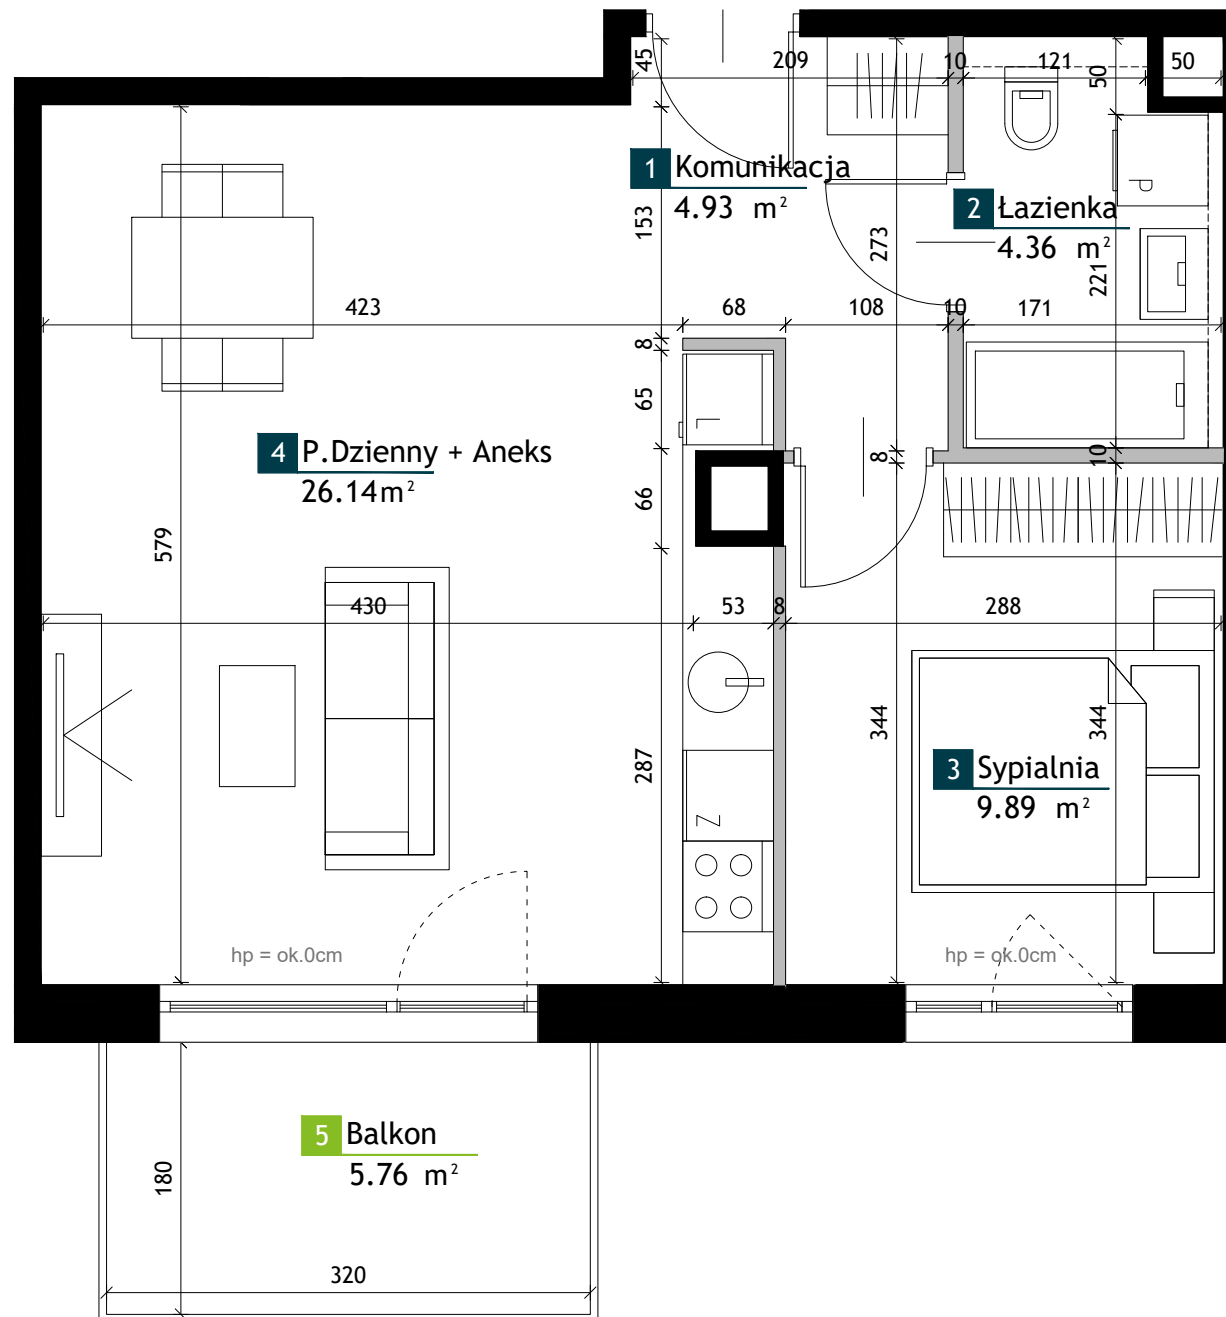 45
209
10
121
50
50
1 Komunikacja
4.93 m²
153
273
2 Łazienka
4.36 m²
221
P
423
68
108
10
171
8
65
L
4 P.Dzienny + Aneks
26.14m²
8
10
66
579
430
53
8
288
287
344
344
3 Sypialnia
9.89 m²
Z
hp = ok.0cm
hp = ok.0cm
5 Balkon
5.76 m²
180
320